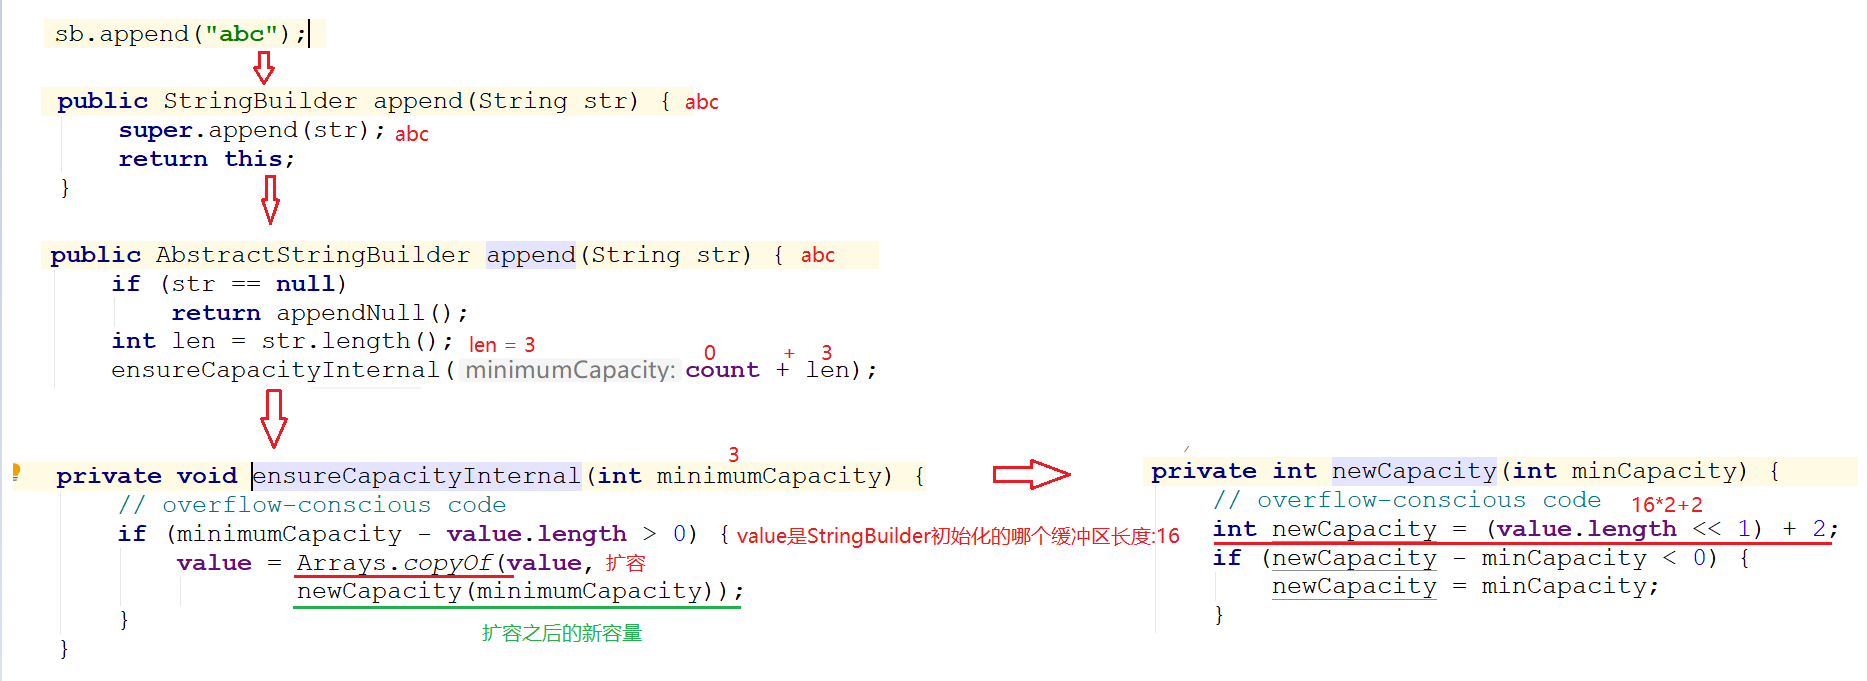 sb.append("abc");
public StringBuilder append(String str) { abc
super.append(str); abc
return this;
}
public AbstractStringBuilder append(String str) { abc
if (str == null)
return appendNull();
int len = str.length(); len = 3
0 + 3
ensureCapacityInternal( minimumCapacity: count + len);
3
private void ensureCapacityInternal(int minimumCapacity) {
// overflow-conscious code
if (minimumCapacity - value.length > 0) { value是StringBuilder初始化的哪个缓冲区长度:16
value = Arrays.copyOf(value, 扩容
newCapacity(minimumCapacity));
}
扩容之后的新容量
}
private int newCapacity(int minCapacity) {
// overflow-conscious code 16*2+2
int newCapacity = (value.length << 1) + 2;
if (newCapacity - minCapacity < 0) {
newCapacity = minCapacity;
}